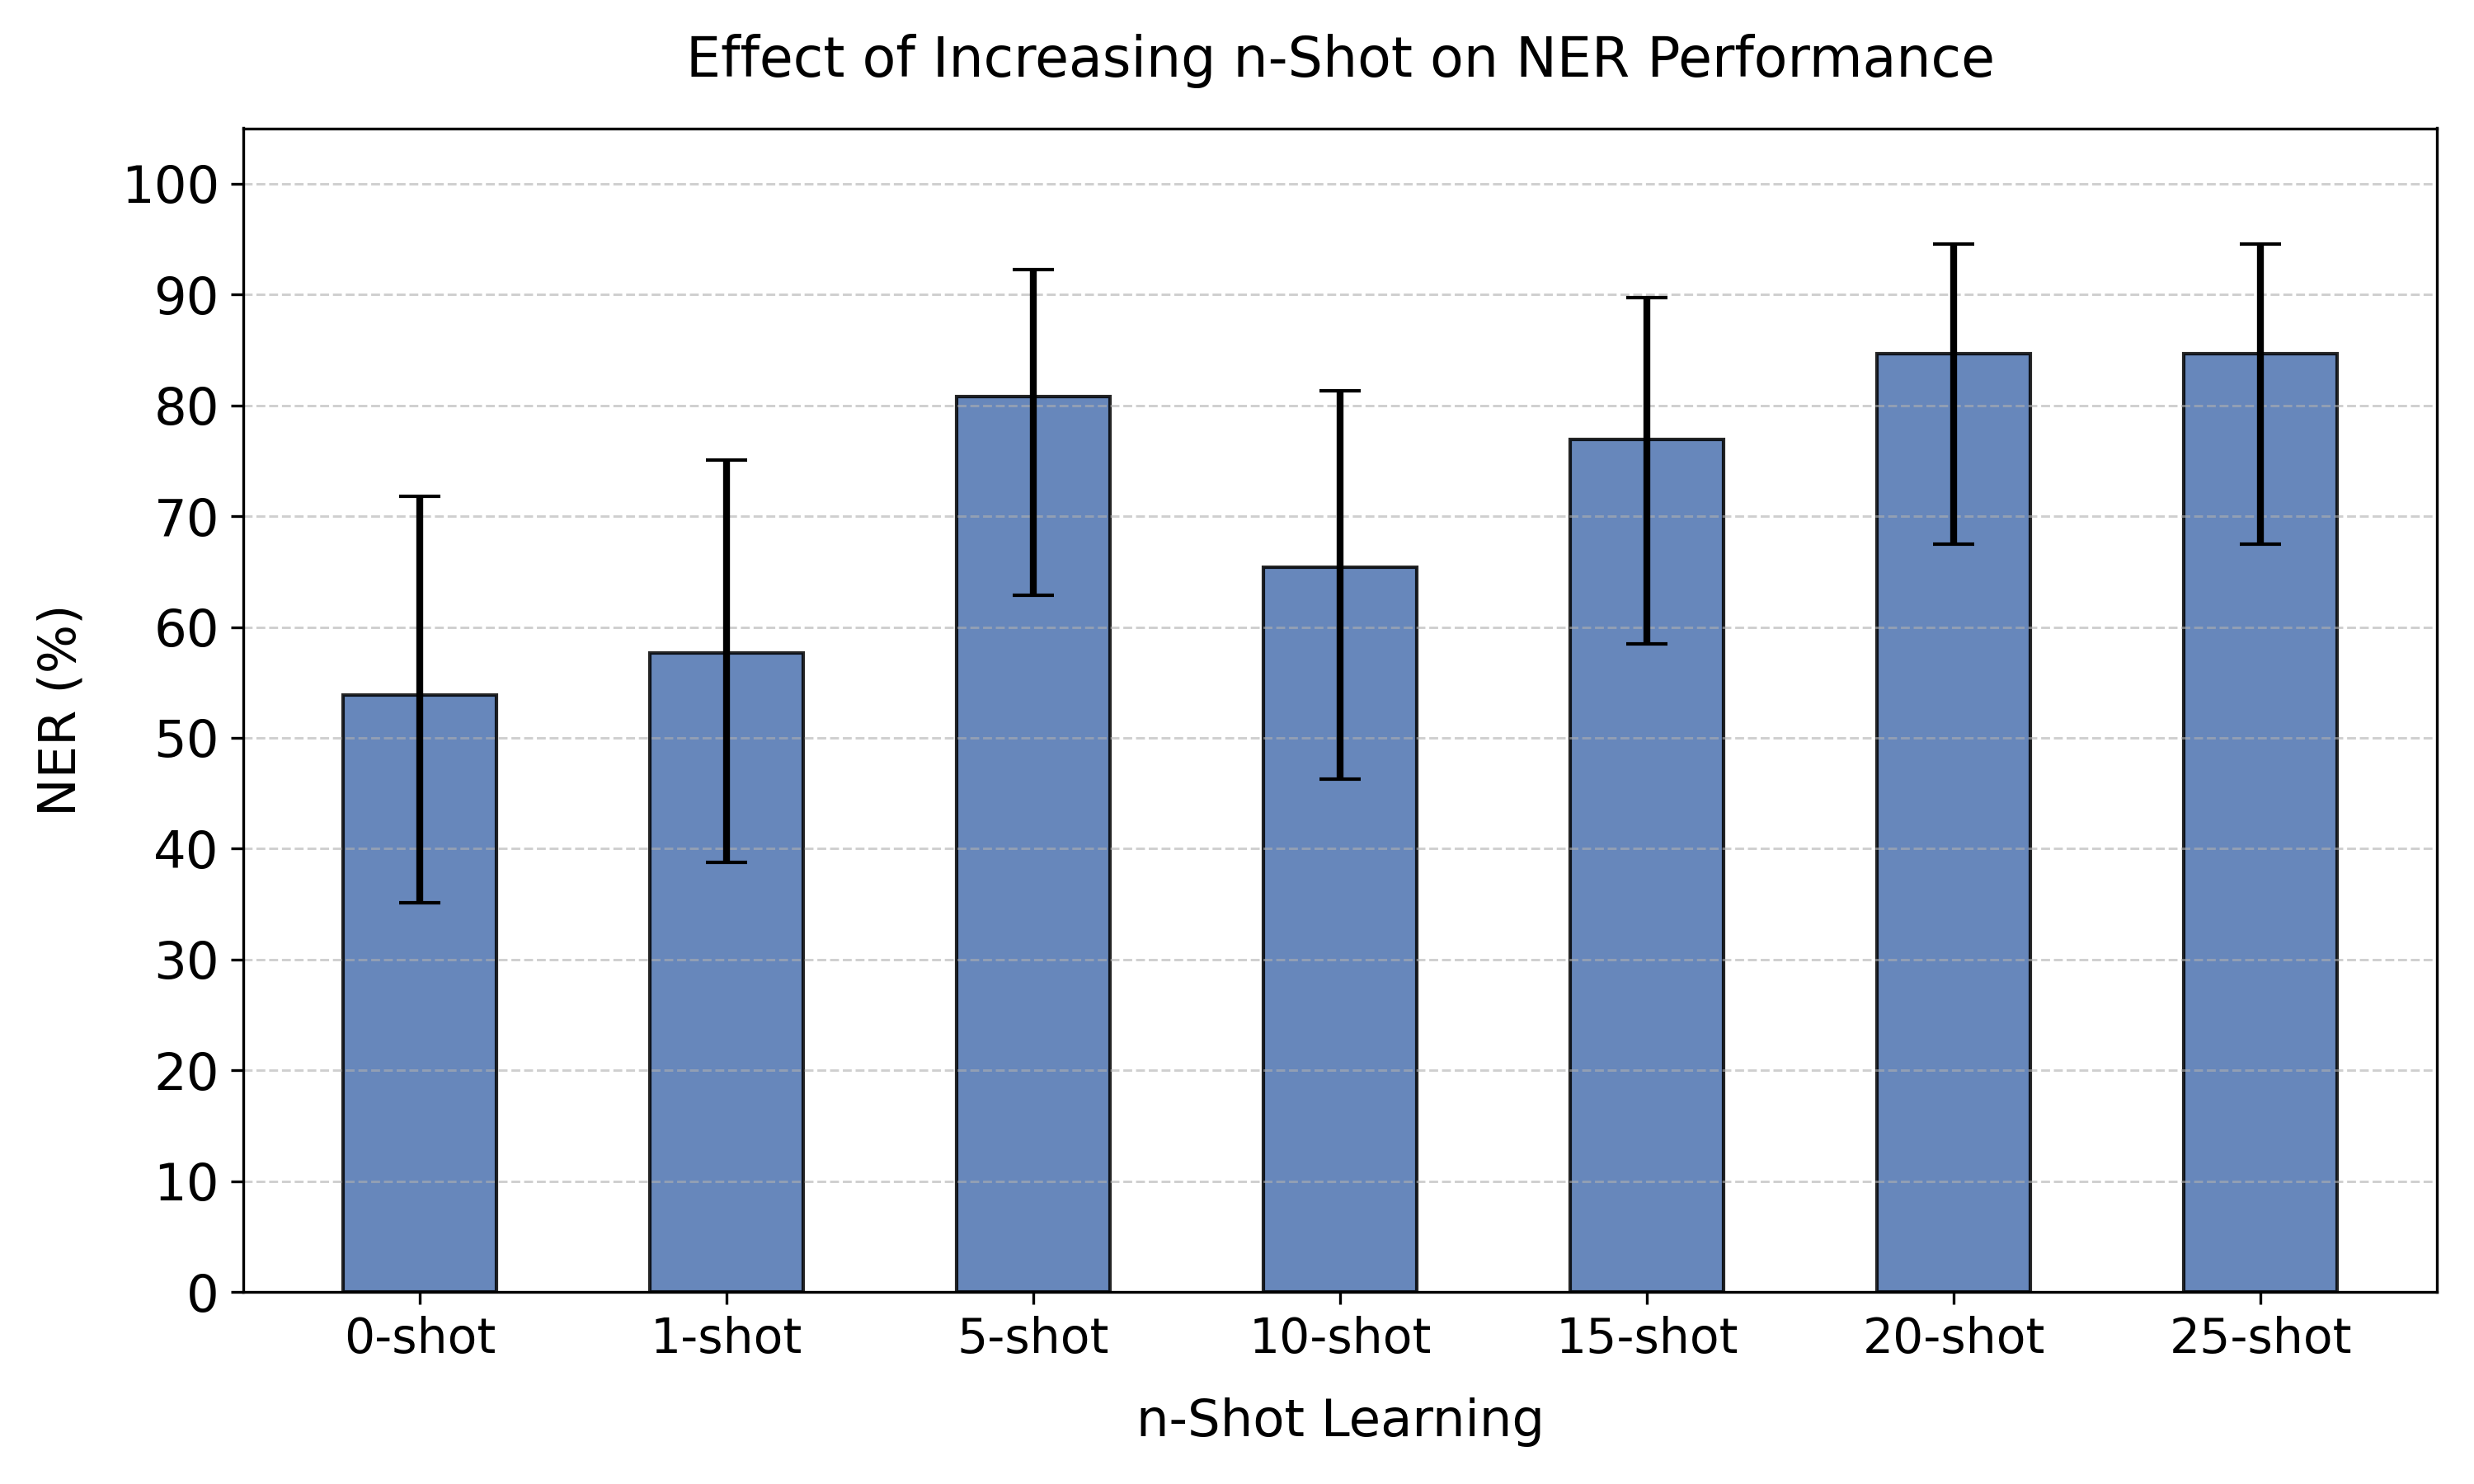 Effect of Increasing n-Shot on NER Performance
NER (%)
100
90
80
70
60
50
40
30
20
10
0
0-shot 1-shot 5-shot 10-shot 15-shot 20-shot 25-shot
n-Shot Learning